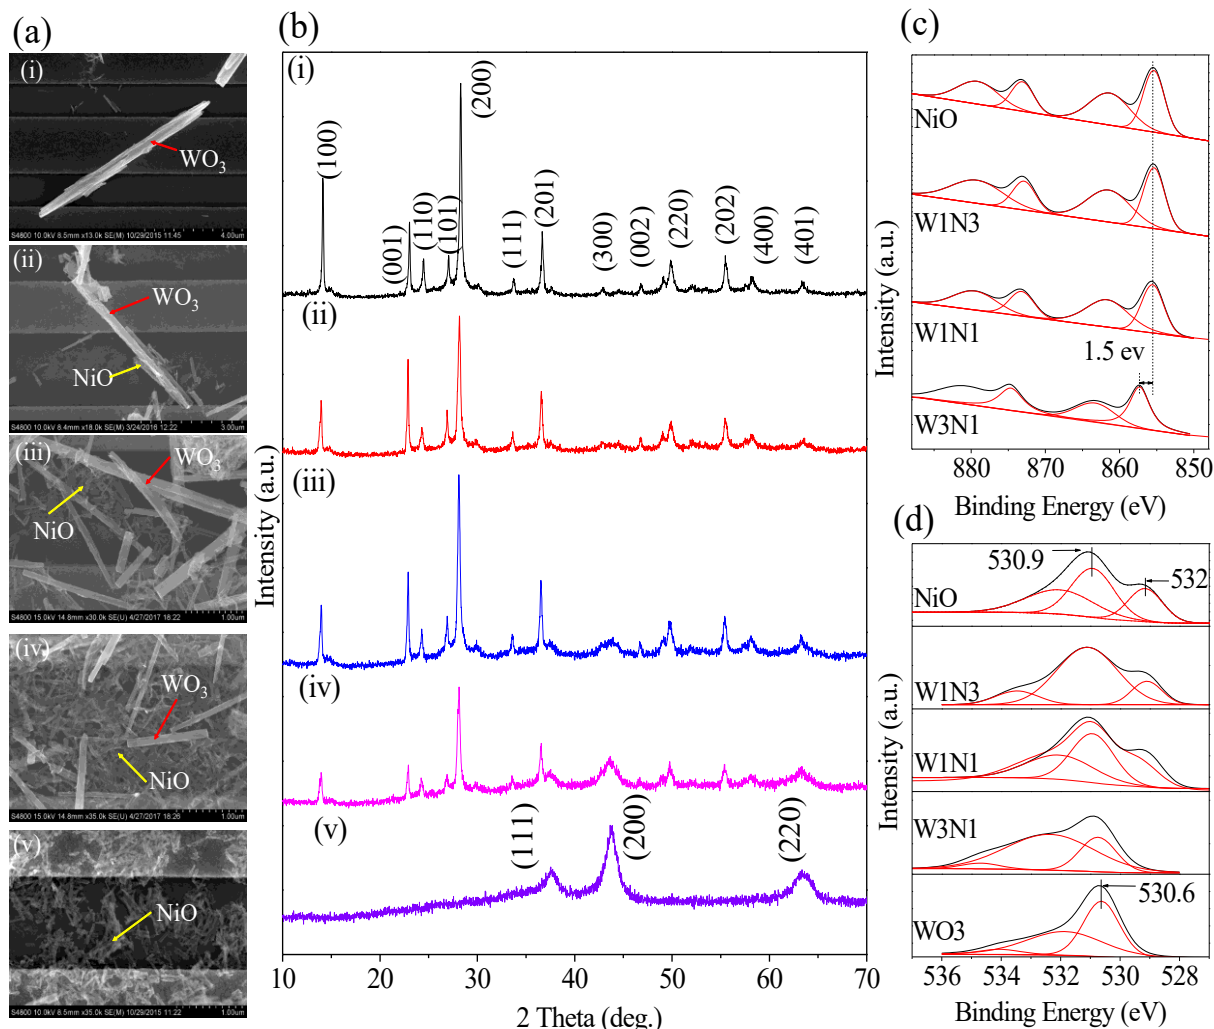 (a)
(i)
WO3
S4800 10.0kV 8.5mm x13.0k SE(M) 10/29/2015 11:45
4.00um
(ii)
WO3
NiO
S4800 10.0kV 8.4mm x18.0k SE(M) 3/24/2016 12:22
3.00um
(iii)
WO3
NiO
S4800 15.0kV 14.8mm x30.0k SE(U) 4/27/2017 18:22
1.00um
(iv)
WO3
NiO
S4800 15.0kV 14.8mm x35.0k SE(U) 4/27/2017 18:26
1.00um
(v)
NiO
S4800 10.0kV 8.5mm x35.0k SE(M) 10/29/2015 11:22
1.00um
(b)
Intensity (a.u.)
(i)
(100)
(001)
(110)
(101)
(200)
(111)
(201)
(300)
(002)
(220)
(202)
(400)
(401)
(ii)
(iii)
(iv)
(v)
(111)
(200)
(220)
10 20 30 40 50 60 70
2 Theta (deg.)
(c)
Intensity (a.u.)
NiO
W1N3
W1N1
1.5 ev
W3N1
880 870 860 850
Binding Energy (eV)
(d)
Intensity (a.u.)
530.9
532
NiO
W1N3
W1N1
W3N1
530.6
WO3
536 534 532 530 528
Binding Energy (eV)